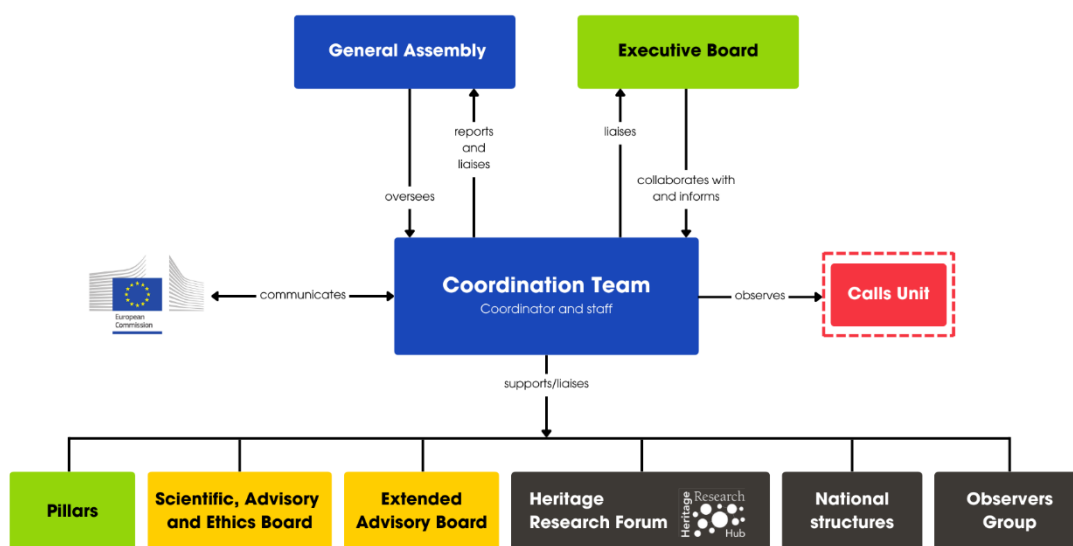 General Assembly
Executive Board
reports
and
liaises
liaises
collaborates with
and informs
oversees
Coordination Team
Coordinator and staff
communicates
observes
Calls Unit
European
Commission
supports/liaises
Pillars
Scientific, Advisory
and Ethics Board
Extended
Advisory Board
Heritage
Research Forum
Heritage
Research
Hub
National
structures
Observers
Group